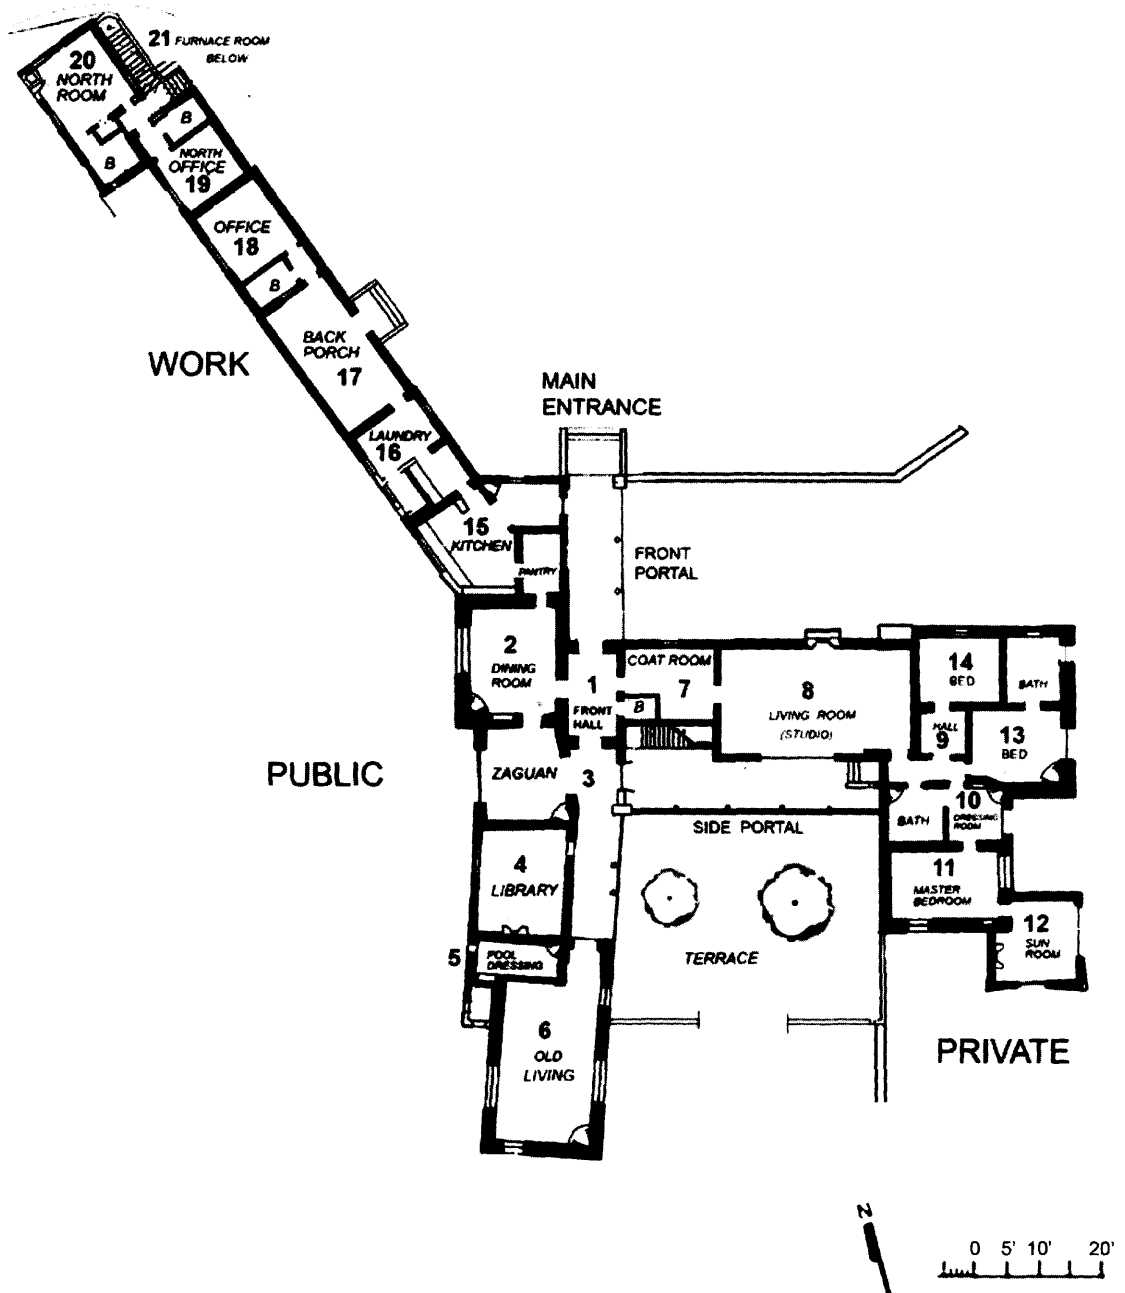 21 FURNACE ROOM
BELOW
20
NORTH
ROOM
B
B
NORTH
OFFICE
19
OFFICE
18
B
BACK
PORCH
17
WORK
MAIN
ENTRANCE
LAUNDRY
16
15
KITCHEN
PANTRY
FRONT
PORTAL
2
DINING
ROOM
1
FRONT
HALL
COAT ROOM
7
B
8
LIVING ROOM
(STUDIO)
14
BED
BATH
HALL
9
13
BED
PUBLIC
ZAGUAN
3
10
DRESSING
ROOM
BATH
SIDE PORTAL
4
LIBRARY
11
MASTER
BEDROOM
12
SUN
ROOM
5
POOL
DRESSING
TERRACE
6
OLD
LIVING
PRIVATE
N
0 5' 10' 20'